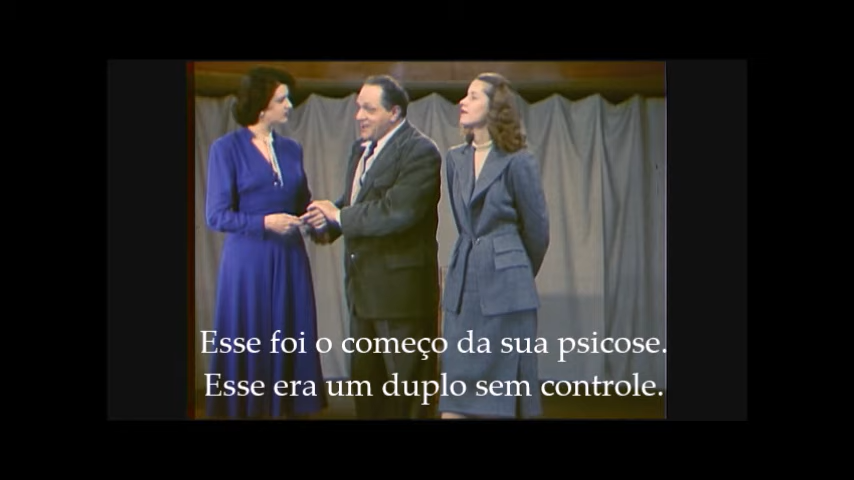 Esse foi o começo da sua psicose.
Esse era um duplo sem controle.